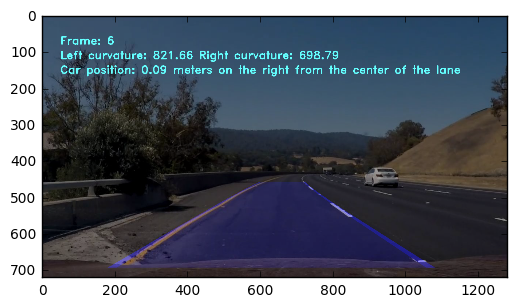 0
100
200
300
400
500
600
700
Frame: 6
Left curvature: 821.66 Right curvature: 698.79
Car position: 0.09 meters on the right from the center of the lane
0 200 400 600 800 1000 1200